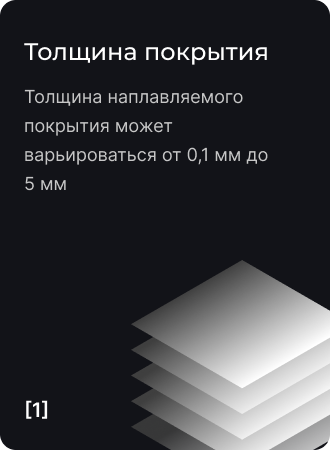 Толщина покрытия
Толщина наплавляемого
покрытия может
варьироваться от 0,1 мм до
5 мм
[1]